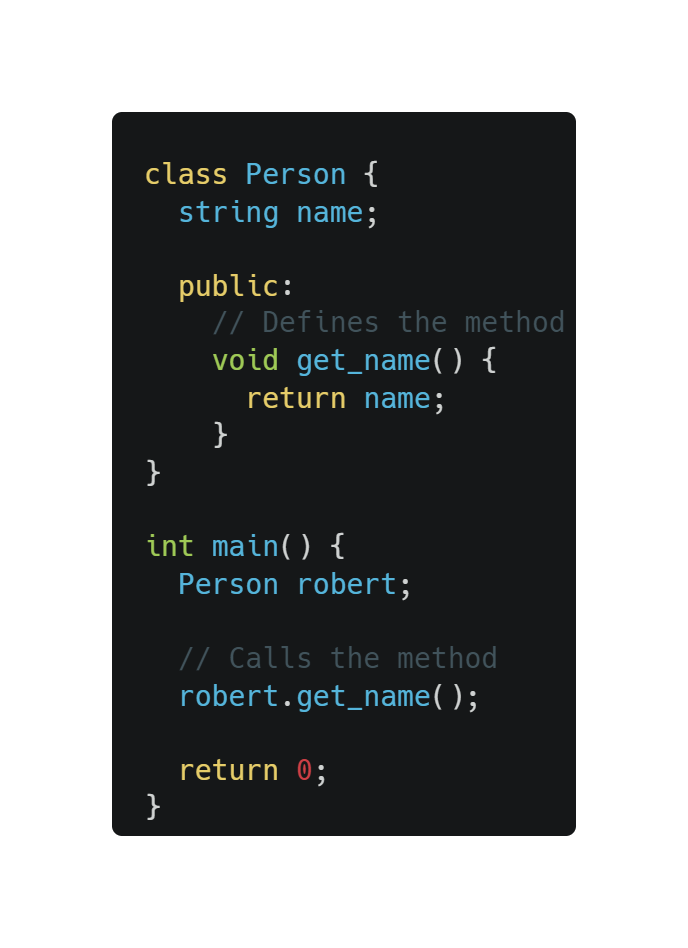 class Person {
  string name;

  public:
    // Defines the method
    void get_name() {
      return name;
    }
}

int main() {
  Person robert;

  // Calls the method
  robert.get_name();

  return 0;
}